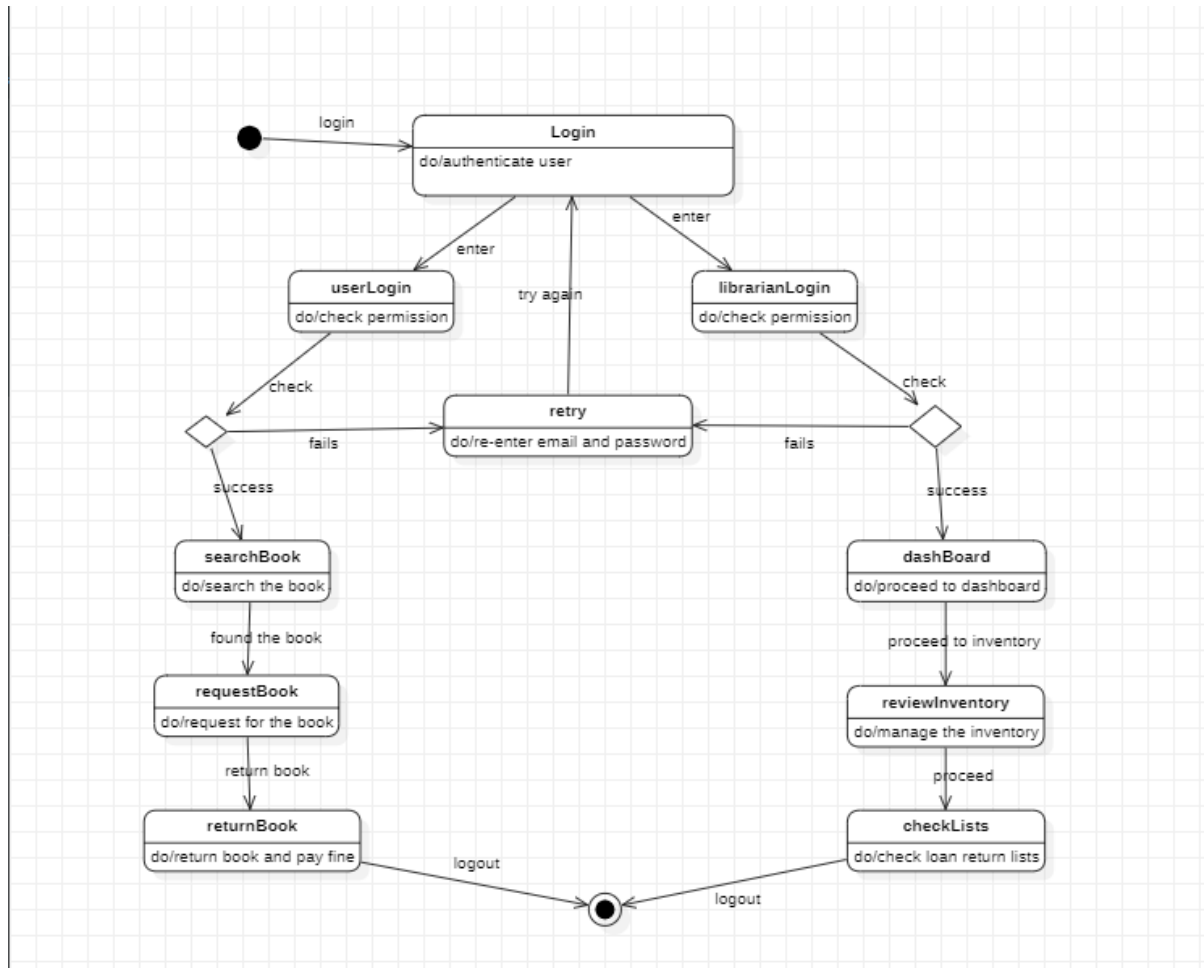 login
Login
do/authenticate user
enter
enter
userLogin
do/check permission
try again
librarianLogin
do/check permission
check
check
retry
do/re-enter email and password
fails
fails
success
success
searchBook
do/search the book
dashBoard
do/proceed to dashboard
found the book
proceed to inventory
requestBook
do/request for the book
reviewInventory
do/manage the inventory
return book
proceed
returnBook
do/return book and pay fine
checkLists
do/check loan return lists
logout
logout